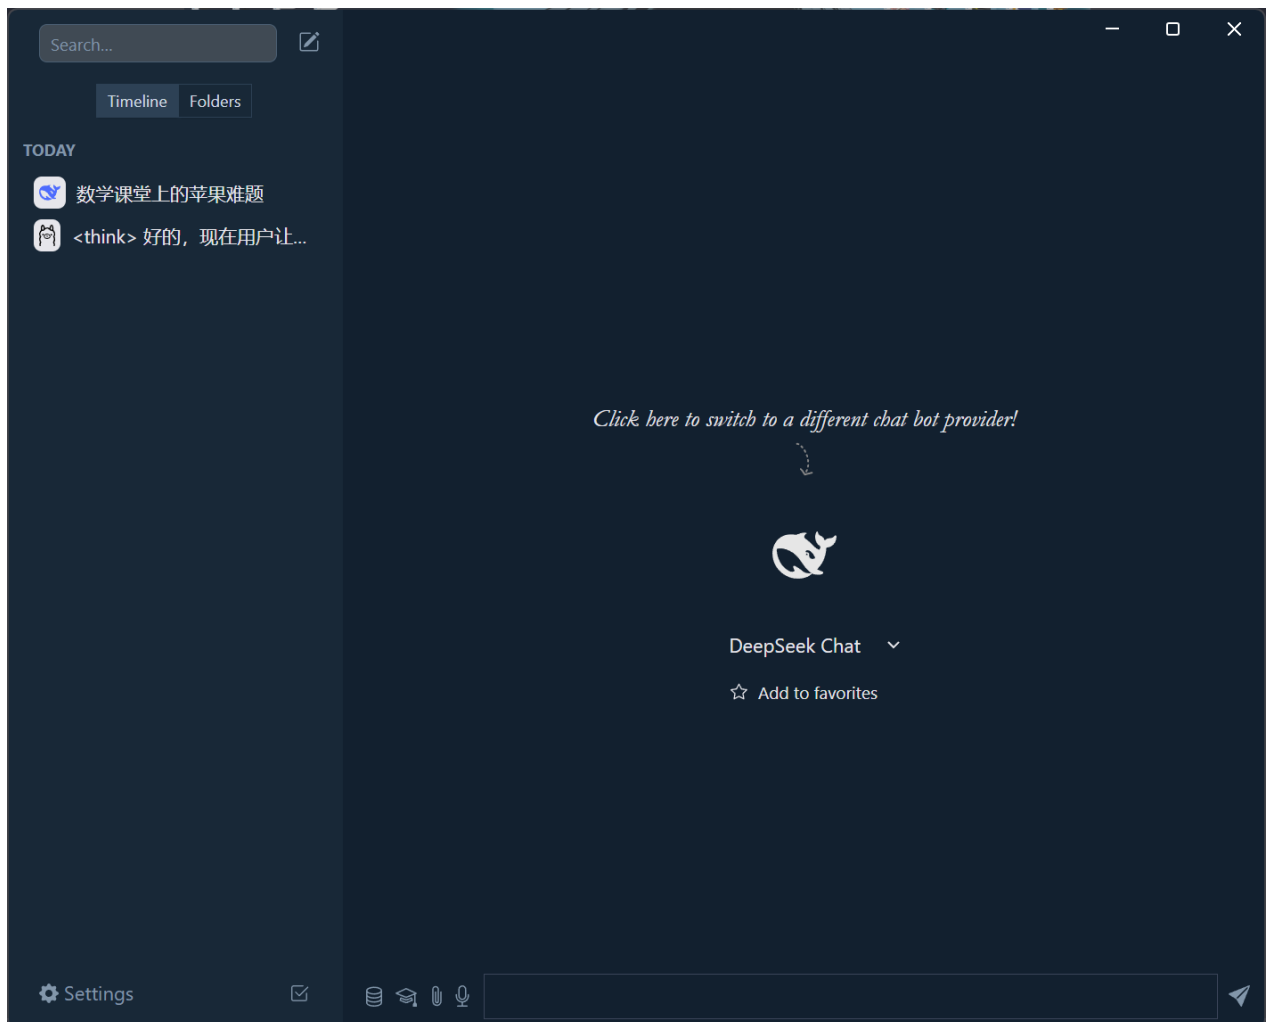 Search...
Timeline
Folders
TODAY
数学课堂上的苹果难题
<think> 好的，现在用户让...
Click here to switch to a different chat bot provider!
DeepSeek Chat
Add to favorites
Settings